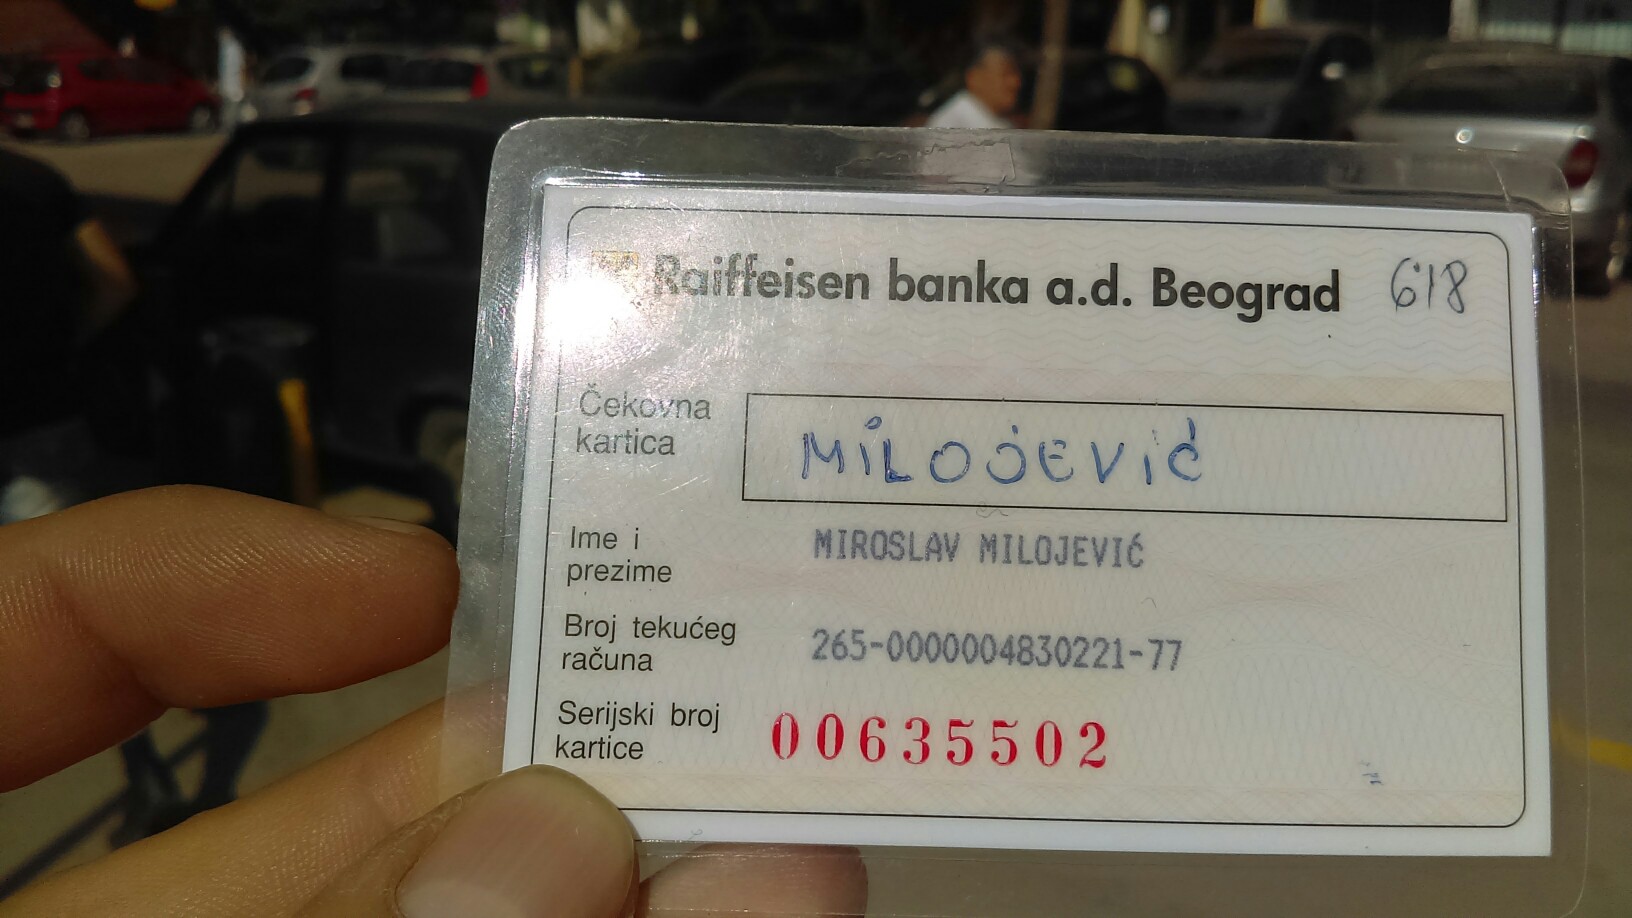 Raiffeisen banka a.d. Beograd 618
Čekovna
kartica
MiLOJEVić
Ime i
prezime
MIROSLAV MILOJEVIĆ
Broj tekućeg
računa
265-0000004830221-77
Serijski broj
kartice
00635502